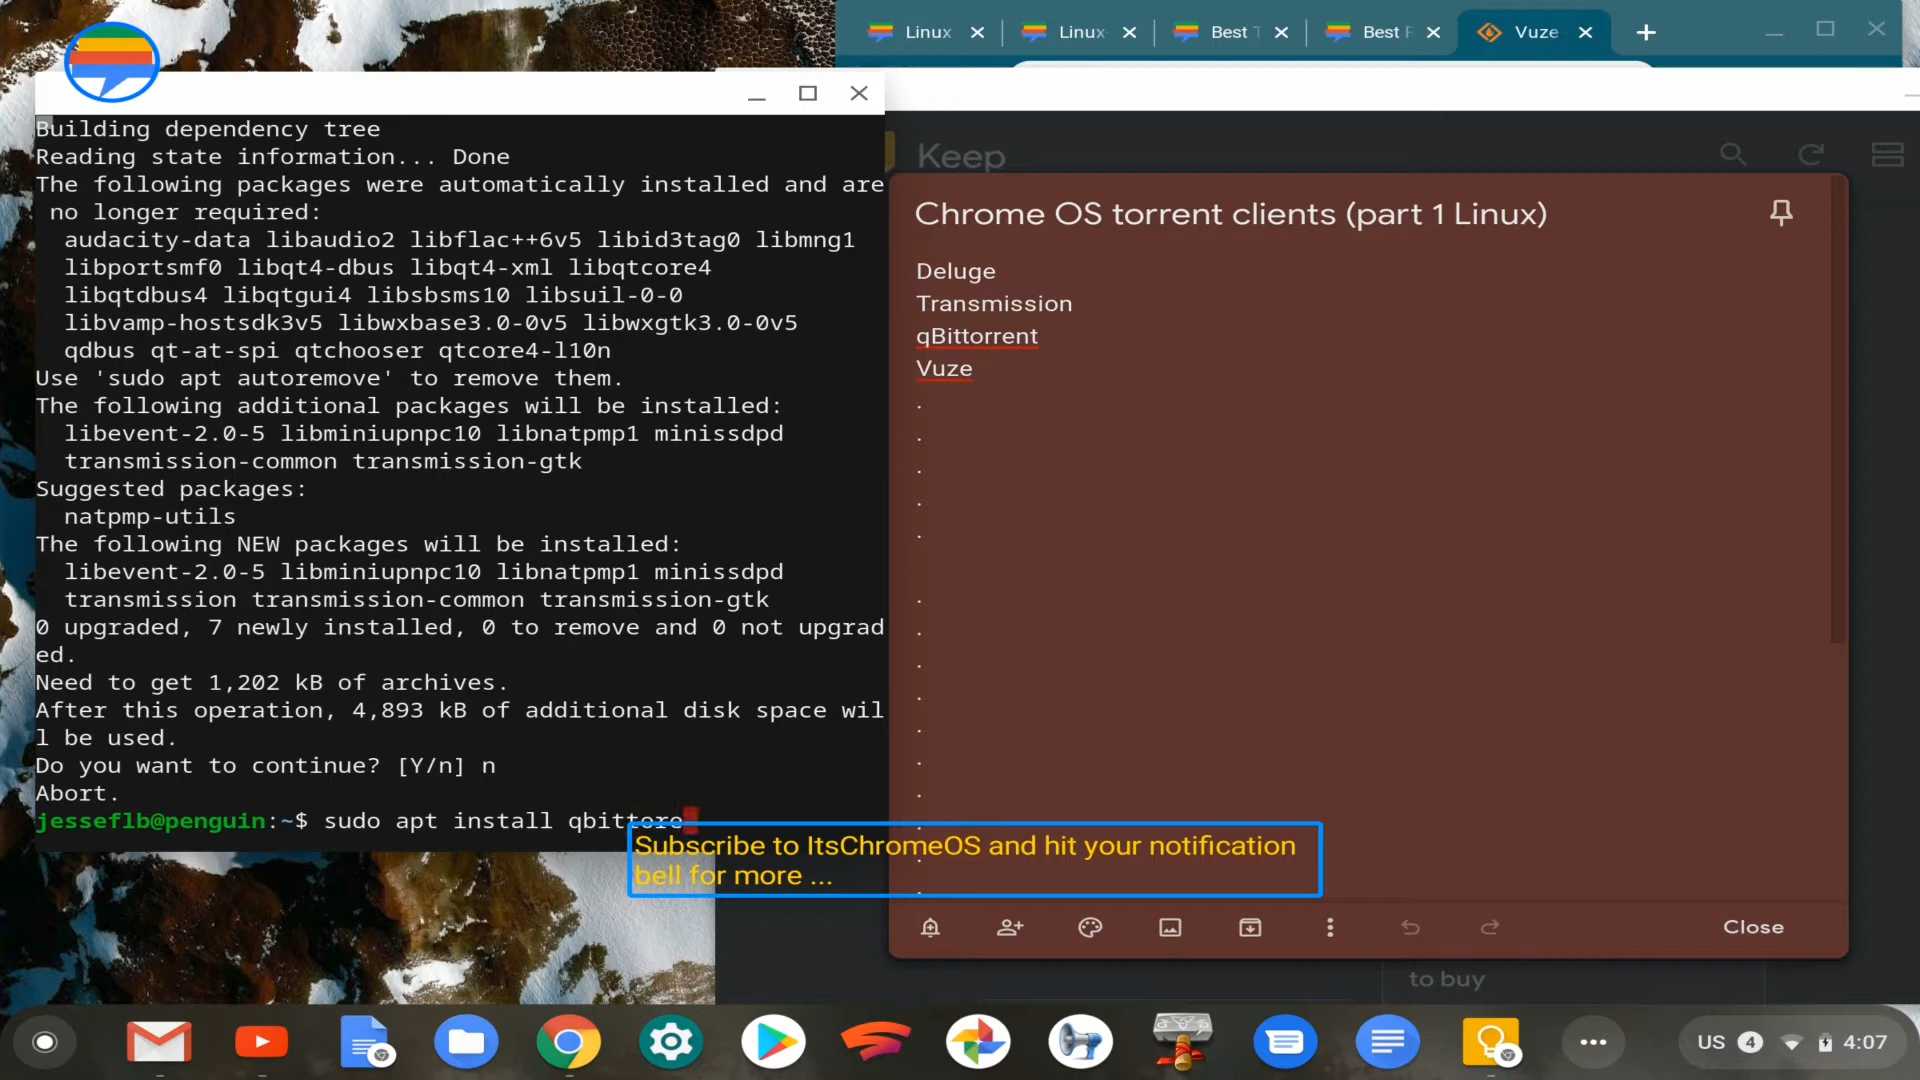 Linux
Linux
Best T
Best F
Vuze
Building dependency tree
Reading state information... Done
The following packages were automatically installed and are
no longer required:
audacity-data libaudio2 libflac++6v5 libid3tag0 libmng1
libportsmf0 libqt4-dbus libqt4-xml libqtcore4
libqtdbus4 libqtgui4 libsbsms10 libsuil-0-0
libvamp-hostsdk3v5 libwxbase3.0-0v5 libwxgtk3.0-0v5
qdbus qt-at-spi qtchooser qtcore4-l10n
Use 'sudo apt autoremove' to remove them.
The following additional packages will be installed:
libevent-2.0-5 libminiupnpc10 libnatpmp1 minissdpd
transmission-common transmission-gtk
Suggested packages:
natpmp-utils
The following NEW packages will be installed:
libevent-2.0-5 libminiupnpc10 libnatpmp1 minissdpd
transmission transmission-common transmission-gtk
0 upgraded, 7 newly installed, 0 to remove and 0 not upgrad
ed.
Need to get 1,202 kB of archives.
After this operation, 4,893 kB of additional disk space wil
l be used.
Do you want to continue? [Y/n] n
Abort.
jesseflb@penguin:~$ sudo apt install qbittore
Keep
Chrome OS torrent clients (part 1 Linux)
Deluge
Transmission
qBittorrent
Vuze
.
.
.
.
.
.
.
.
.
.
.
.
.
.
Subscribe to ItsChromeOS and hit your notification
bell for more ...
Close
to buy
US 4 4:07